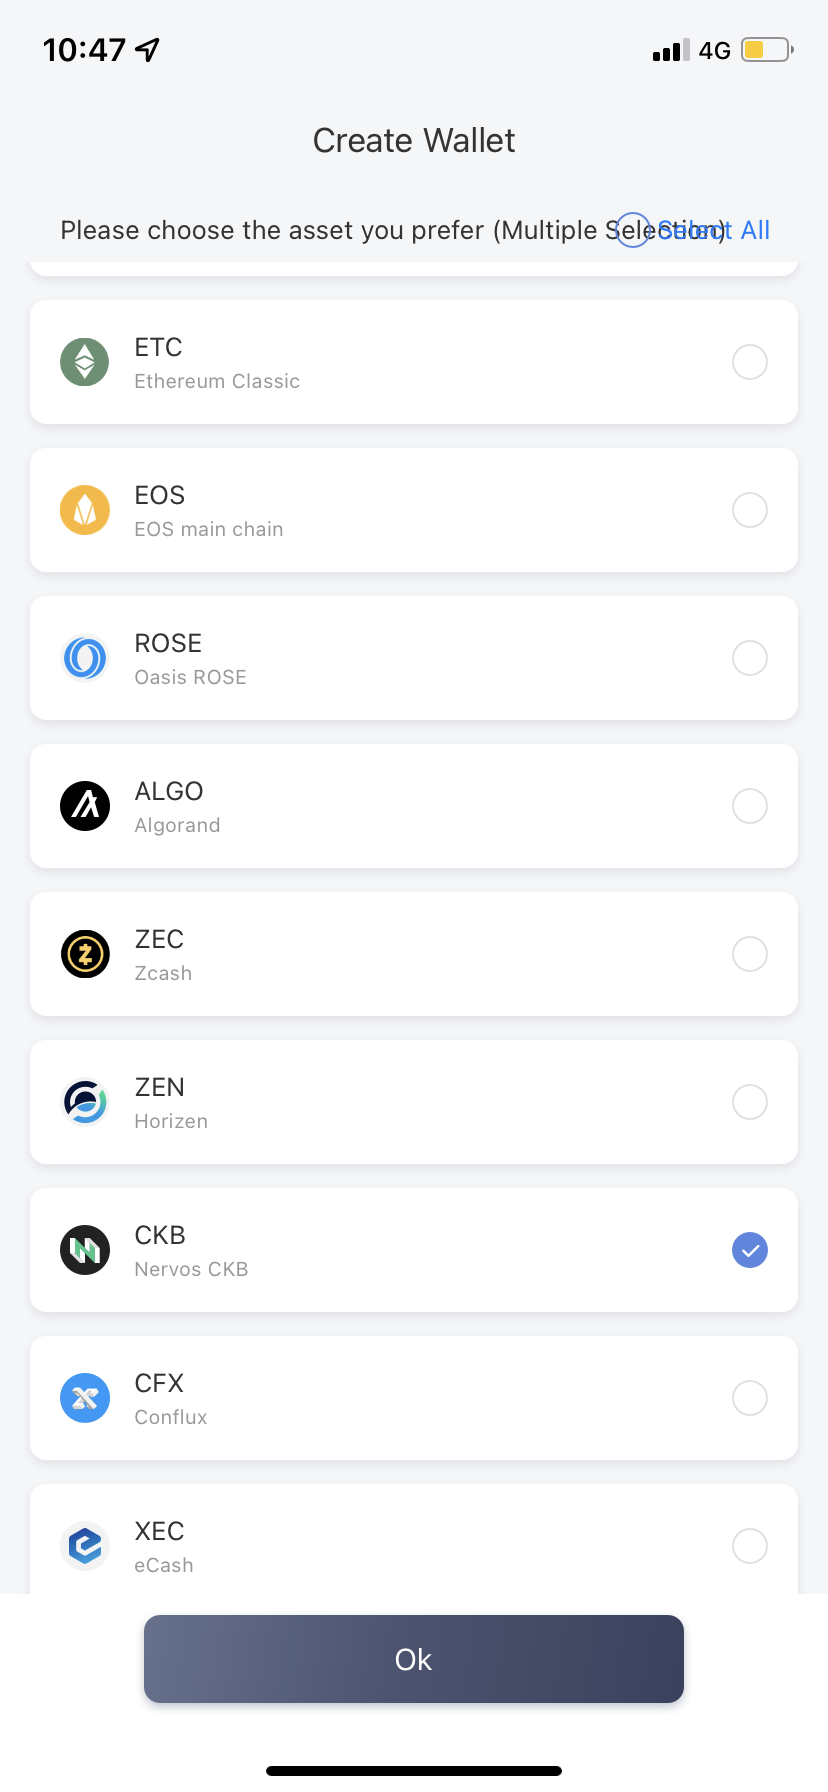 10:47
4G
Create Wallet
Please choose the asset you prefer (Multiple Selection)
Select All
ETC
Ethereum Classic
EOS
EOS main chain
ROSE
Oasis ROSE
ALGO
Algorand
ZEC
Zcash
ZEN
Horizen
CKB
Nervos CKB
CFX
Conflux
XEC
eCash
Ok